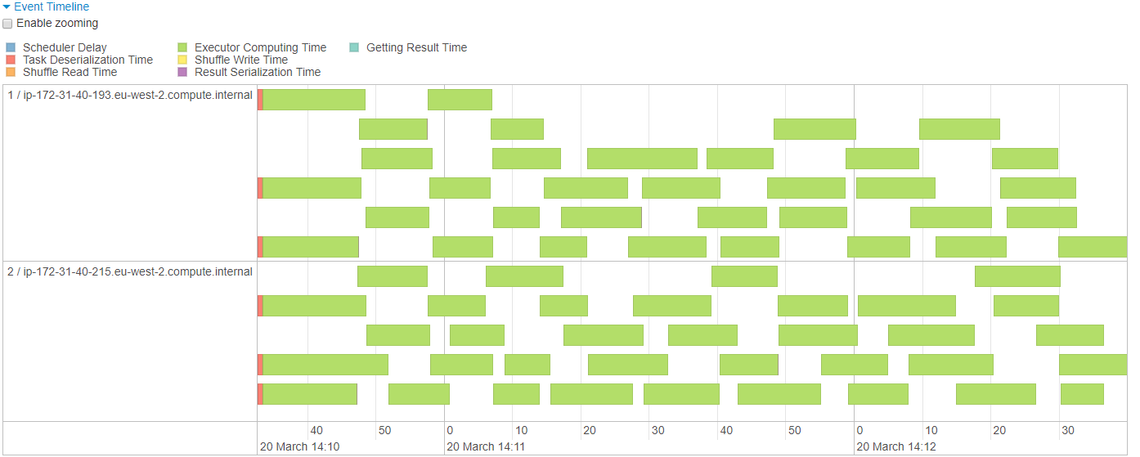 Event Timeline
Enable zooming
Scheduler Delay Executor Computing Time Getting Result Time
Task Deserialization Time Shuffle Write Time
Shuffle Read Time Result Serialization Time
1 / ip-172-31-40-193.eu-west-2.compute.internal
2 / ip-172-31-40-215.eu-west-2.compute.internal
40 50 0 10 20 30 40 50 0 10 20 30
20 March 14:10 20 March 14:11 20 March 14:12